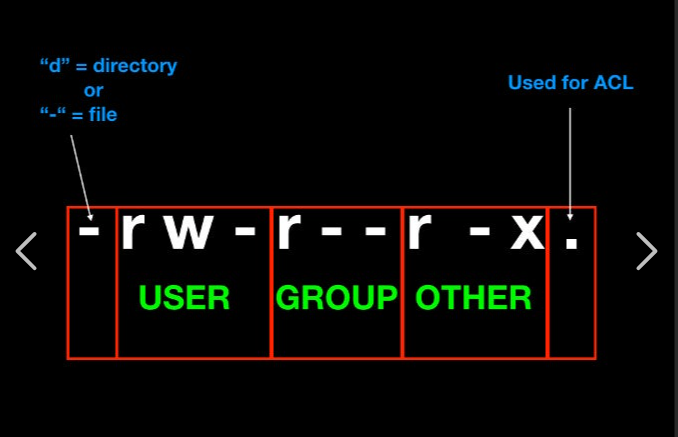 “d” = directory
or
“-“ = file
Used for ACL
- r w - r - - r - x .
USER GROUP OTHER